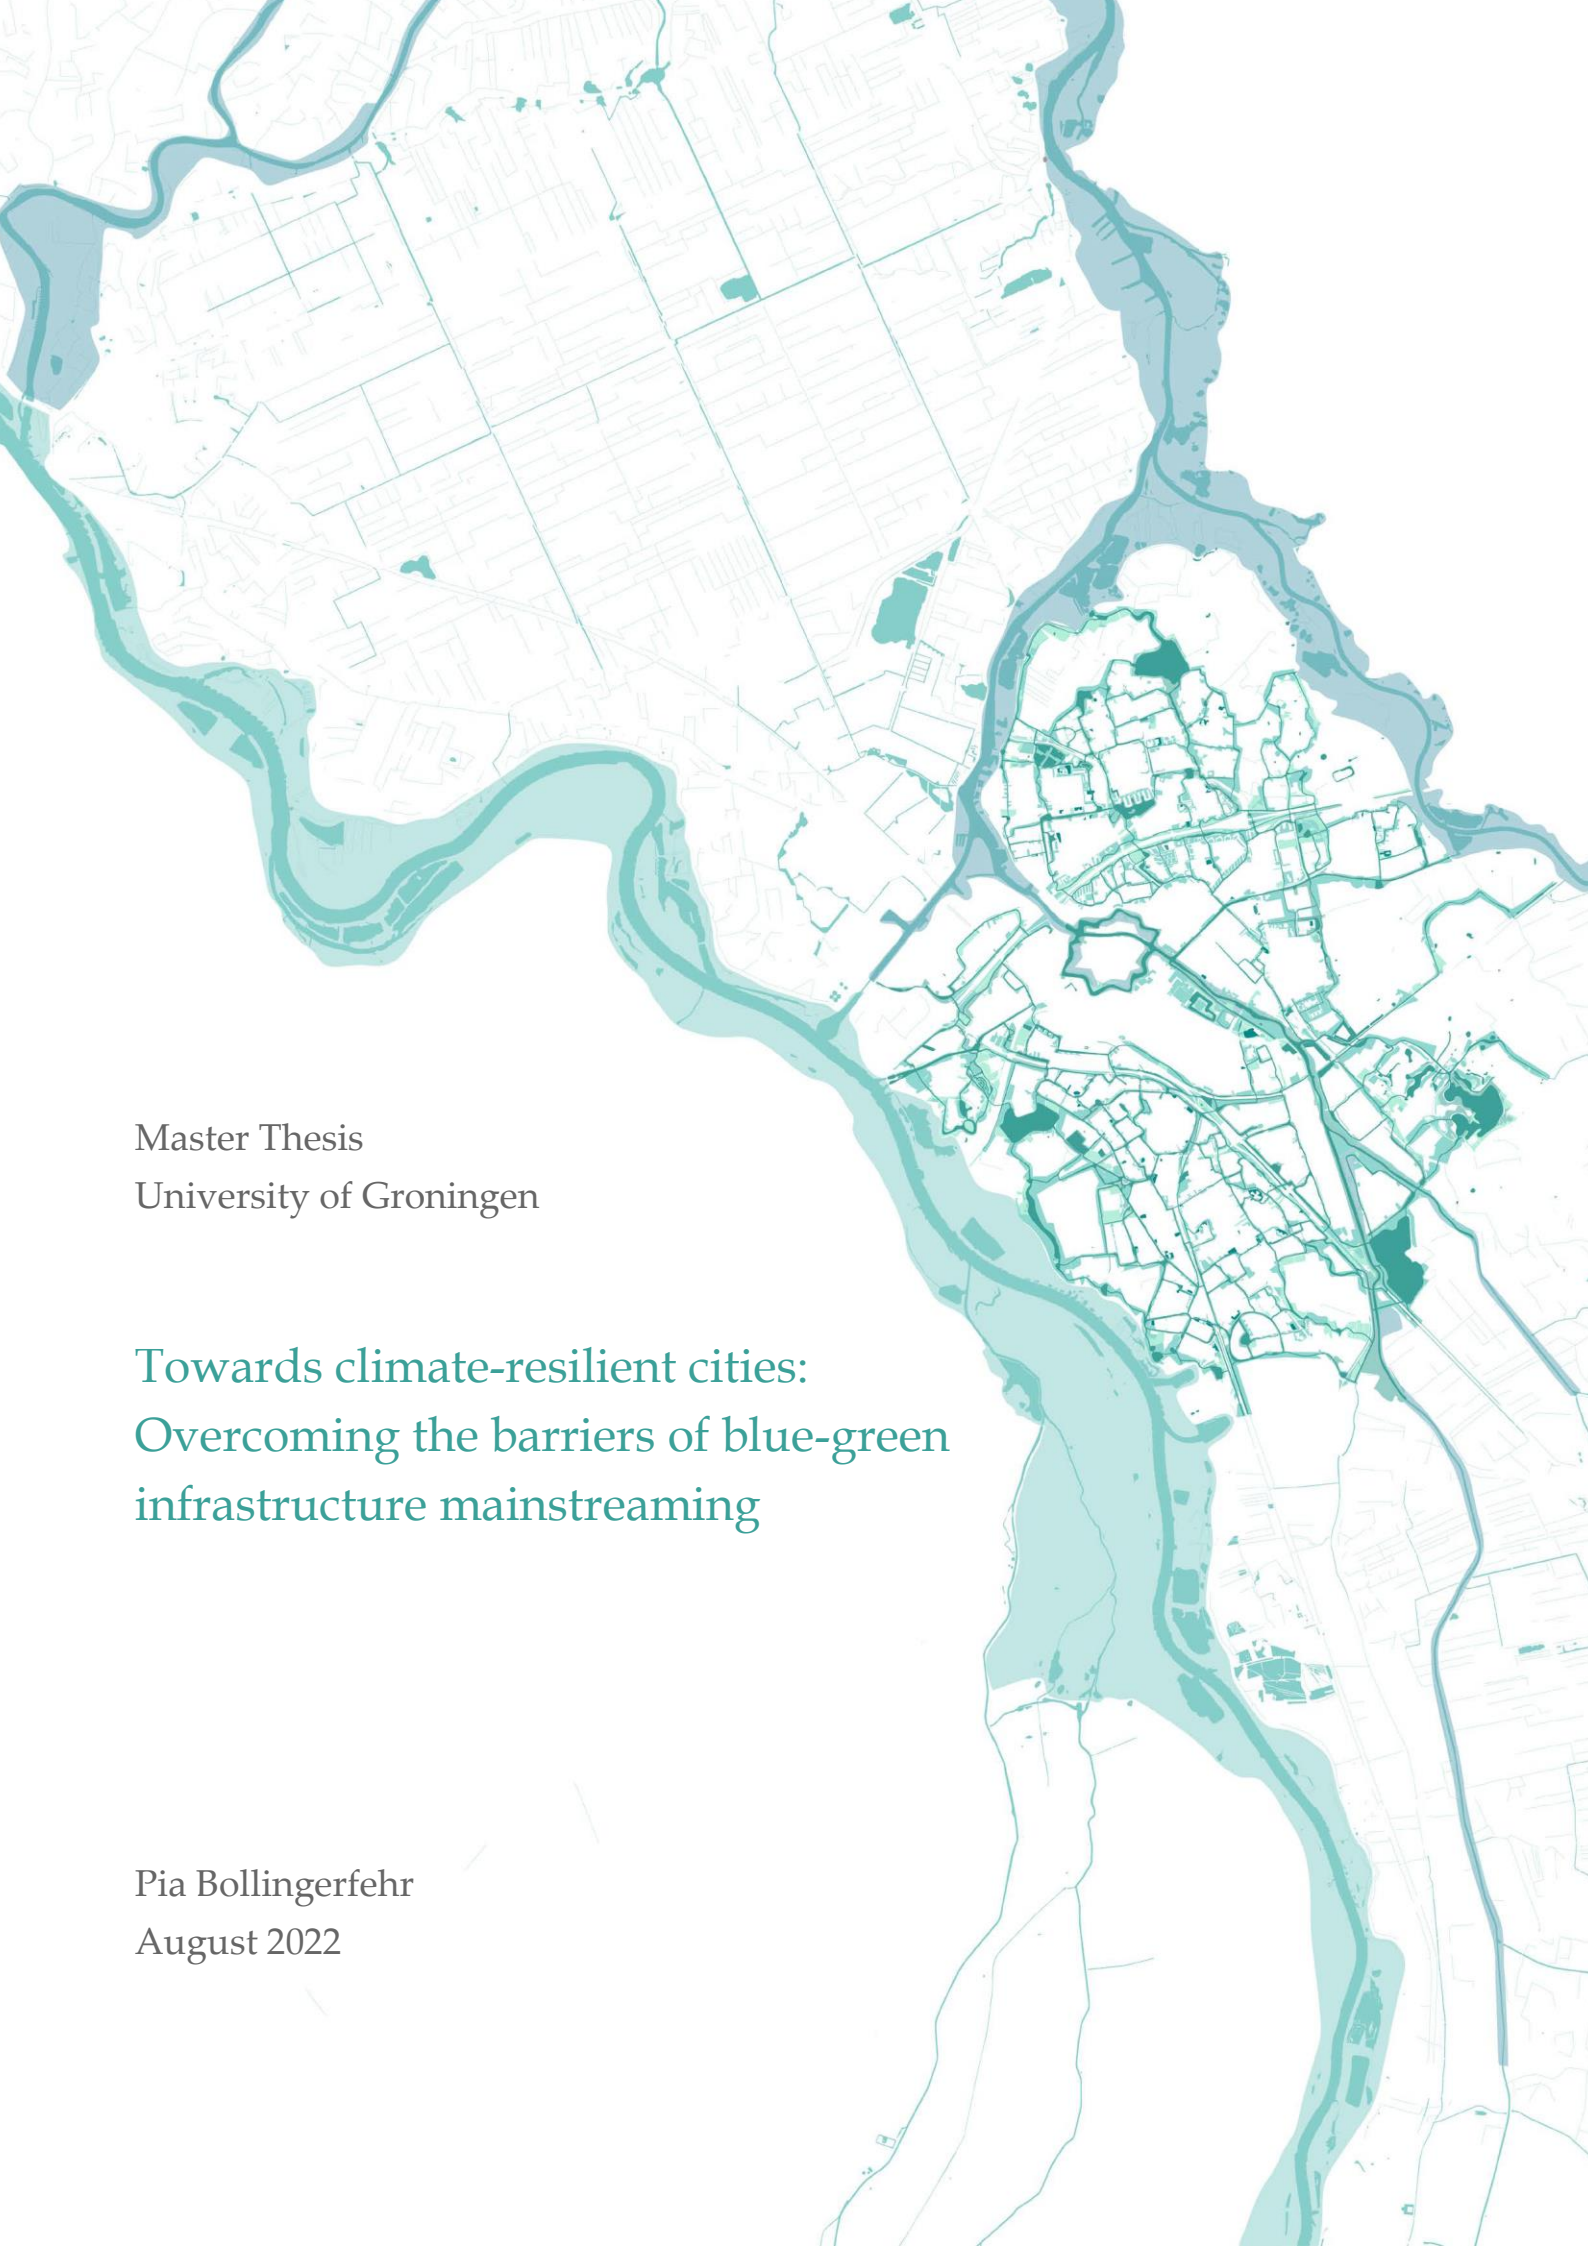 Master Thesis
University of Groningen
Towards climate-resilient cities:
Overcoming the barriers of blue-green
infrastructure mainstreaming
Pia Bollingerfehr
August 2022